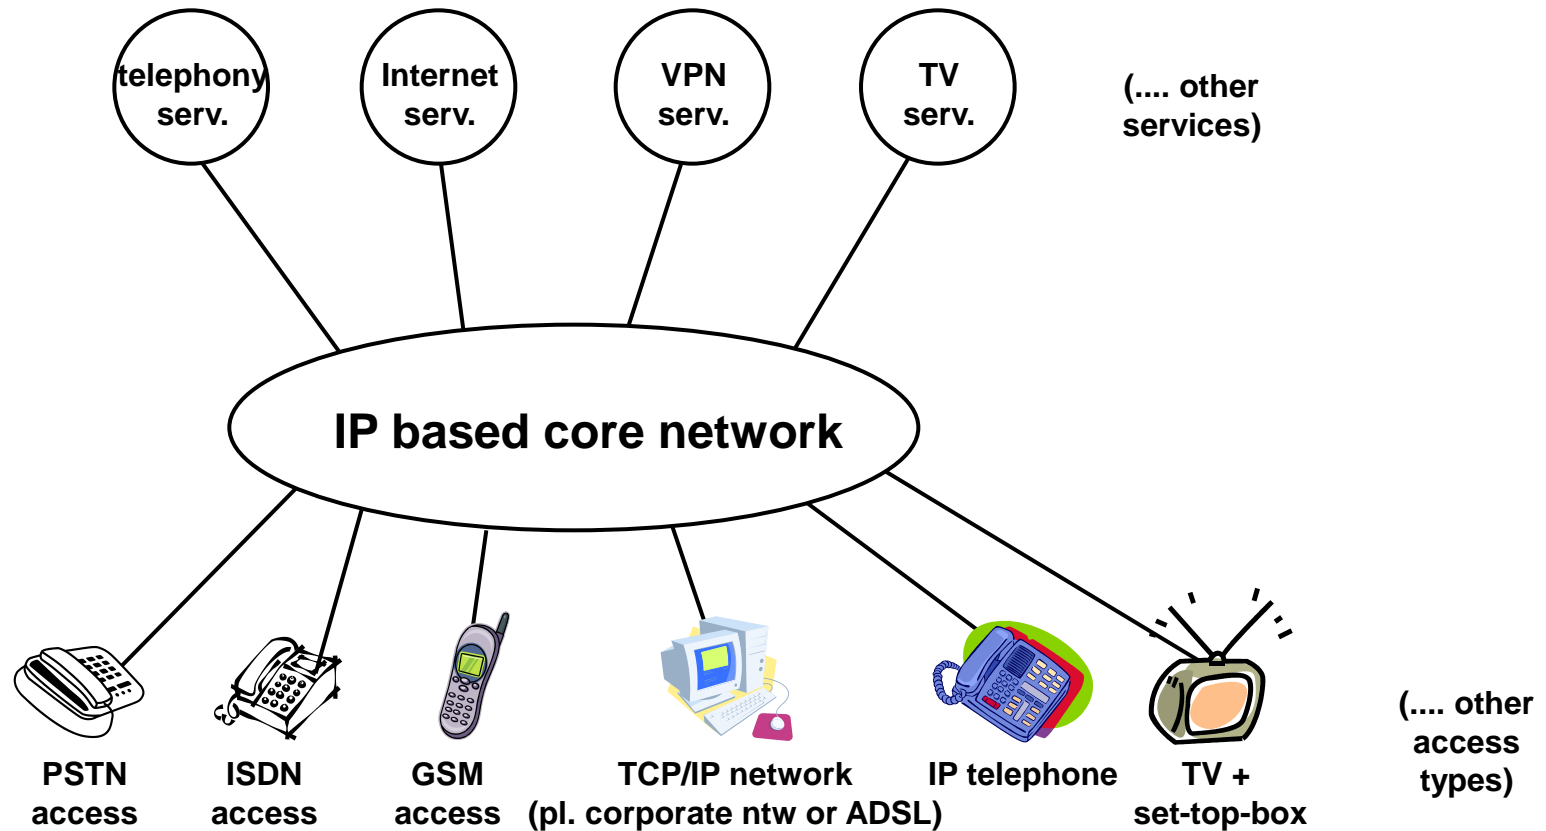 telephony
serv.
Internet
serv.
VPN
serv.
TV
serv.
(.... other
services)
IP based core network
PSTN
access
ISDN
access
GSM
access
TCP/IP network
(pl. corporate ntw or ADSL)
IP telephone
TV +
set-top-box
(.... other
access
types)